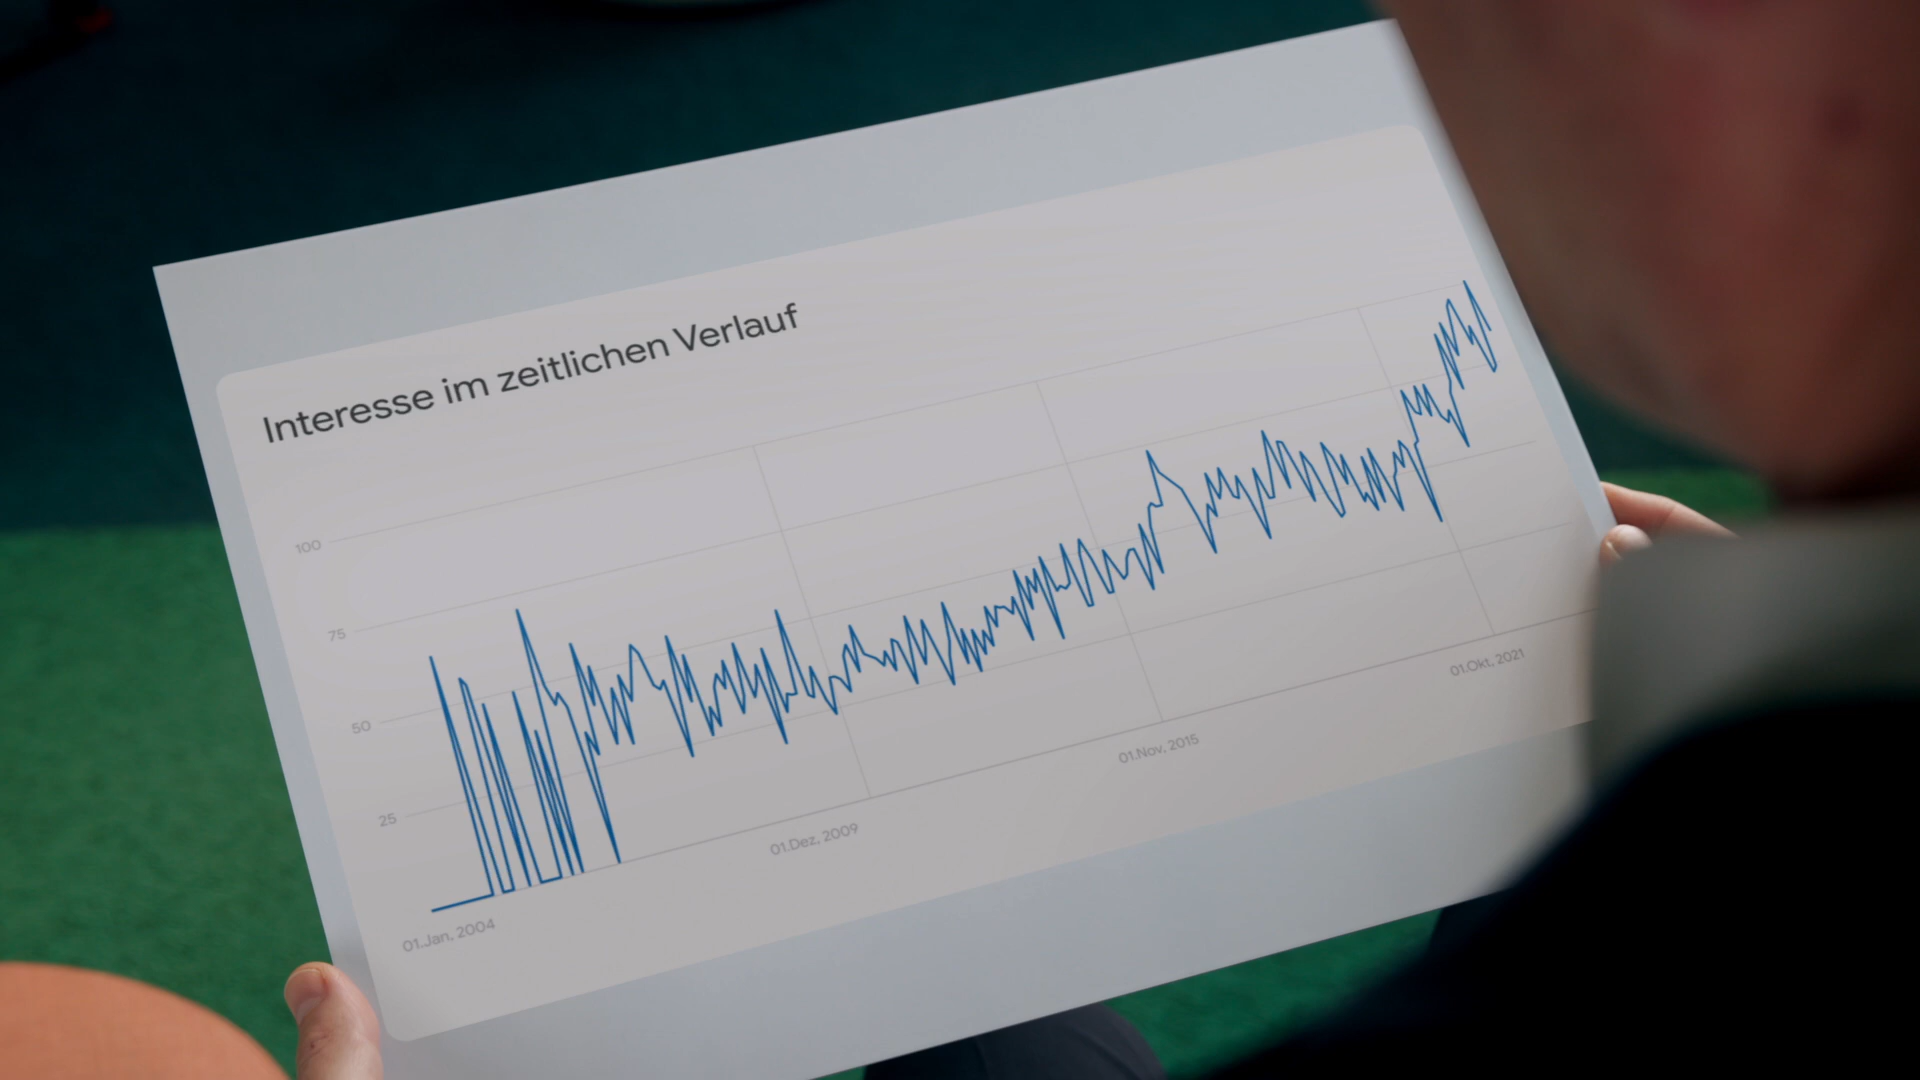 Interesse im zeitlichen Verlauf
100
75
50
25
01.Jan, 2004
01.Dez, 2009
01.Nov, 2015
01.Okt, 2021